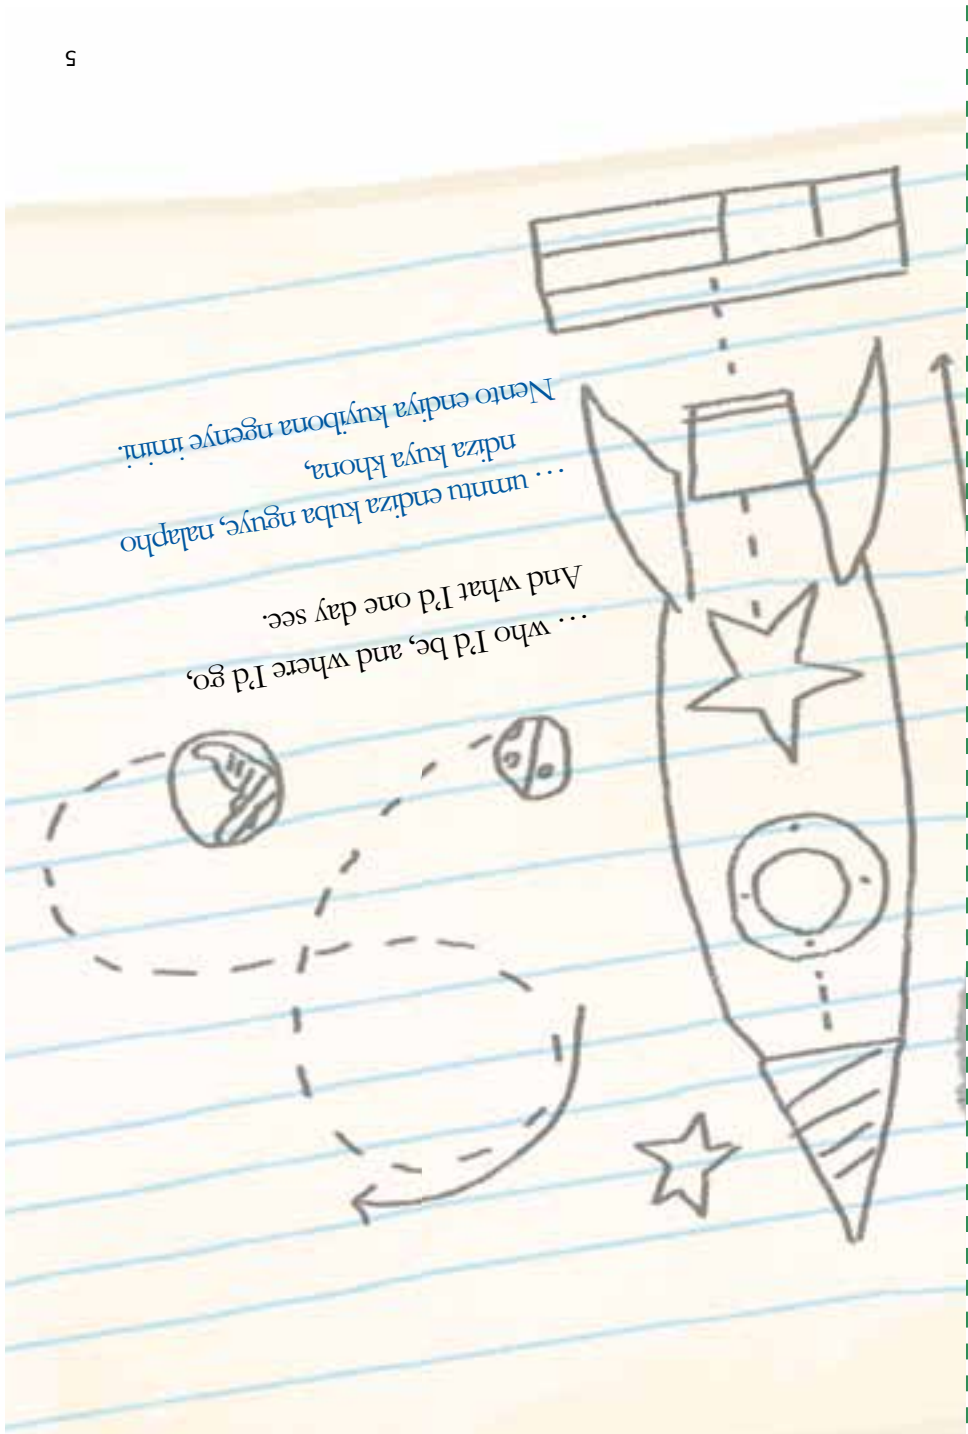 … who I’d be, and where I’d go,
And what I’d one day see.
… umntu endiza kuba nguye, nalapho
ndiza kuya khona,
Nento endiya kuyibona ngenye imini.
5